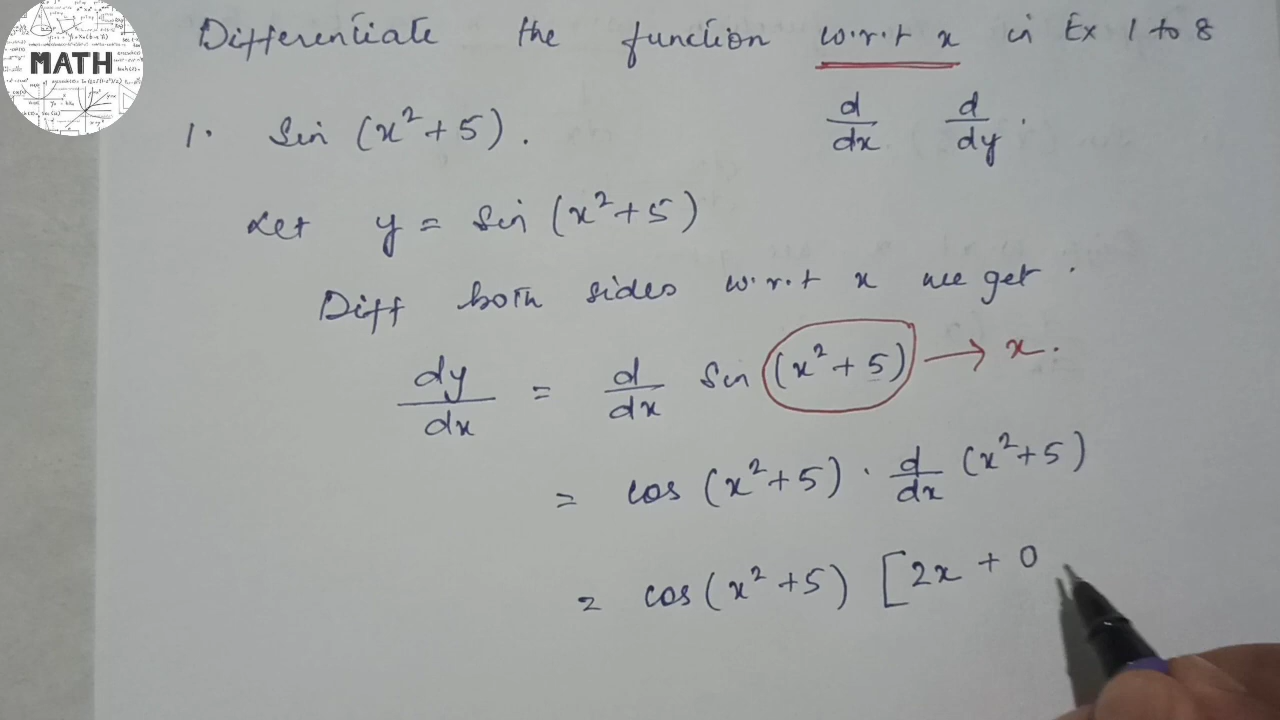 MATH
Differentiate the function w.r.t x in Ex 1 to 8
d/dx d/dy .
1. Sin (x²+5).
Let y = Sin (x²+5)
Diff both sides w.r.t x we get.
dy/dx = d/dx Sin (x²+5) → x.
= cos (x²+5) . d/dx (x²+5)
= cos (x²+5) [2x + 0